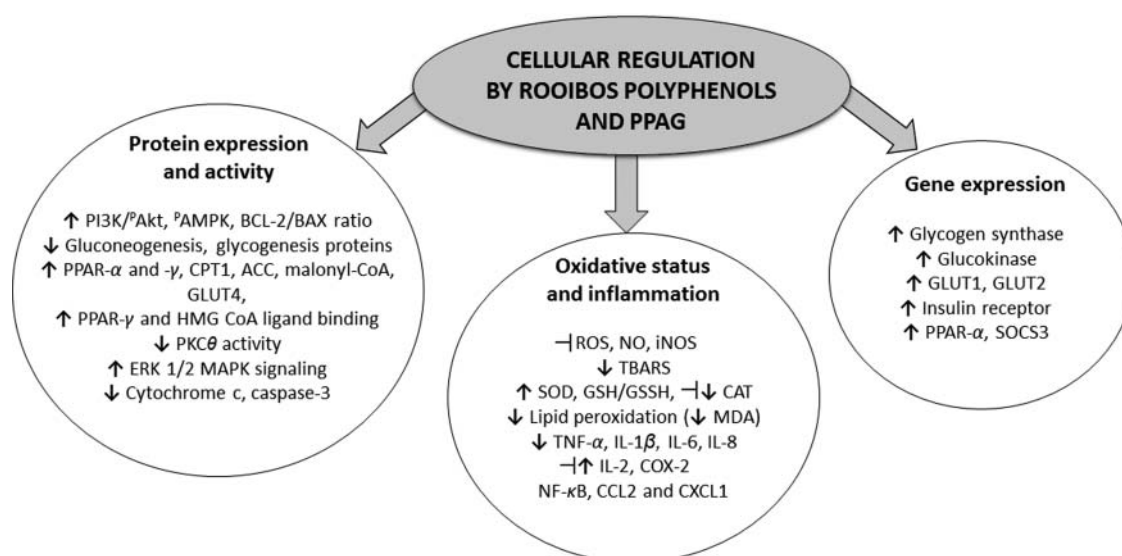 CELLULAR REGULATION
BY ROOIBOS POLYPHENOLS
AND PPAG
Protein expression
and activity
↑ PI3K/ᴾAkt, ᴾAMPK, BCL-2/BAX ratio
↓ Gluconeogenesis, glycogenesis proteins
↑ PPAR-α and -γ, CPT1, ACC, malonyl-CoA,
GLUT4,
↑ PPAR-γ and HMG CoA ligand binding
↓ PKCθ activity
↑ ERK 1/2 MAPK signaling
↓ Cytochrome c, caspase-3
Oxidative status
and inflammation
⊣ROS, NO, iNOS
↓ TBARS
↑ SOD, GSH/GSSH, ⊣↓ CAT
↓ Lipid peroxidation (↓ MDA)
↓ TNF-α, IL-1β, IL-6, IL-8
⊣↑ IL-2, COX-2
NF-κB, CCL2 and CXCL1
Gene expression
↑ Glycogen synthase
↑ Glucokinase
↑ GLUT1, GLUT2
↑ Insulin receptor
↑ PPAR-α, SOCS3